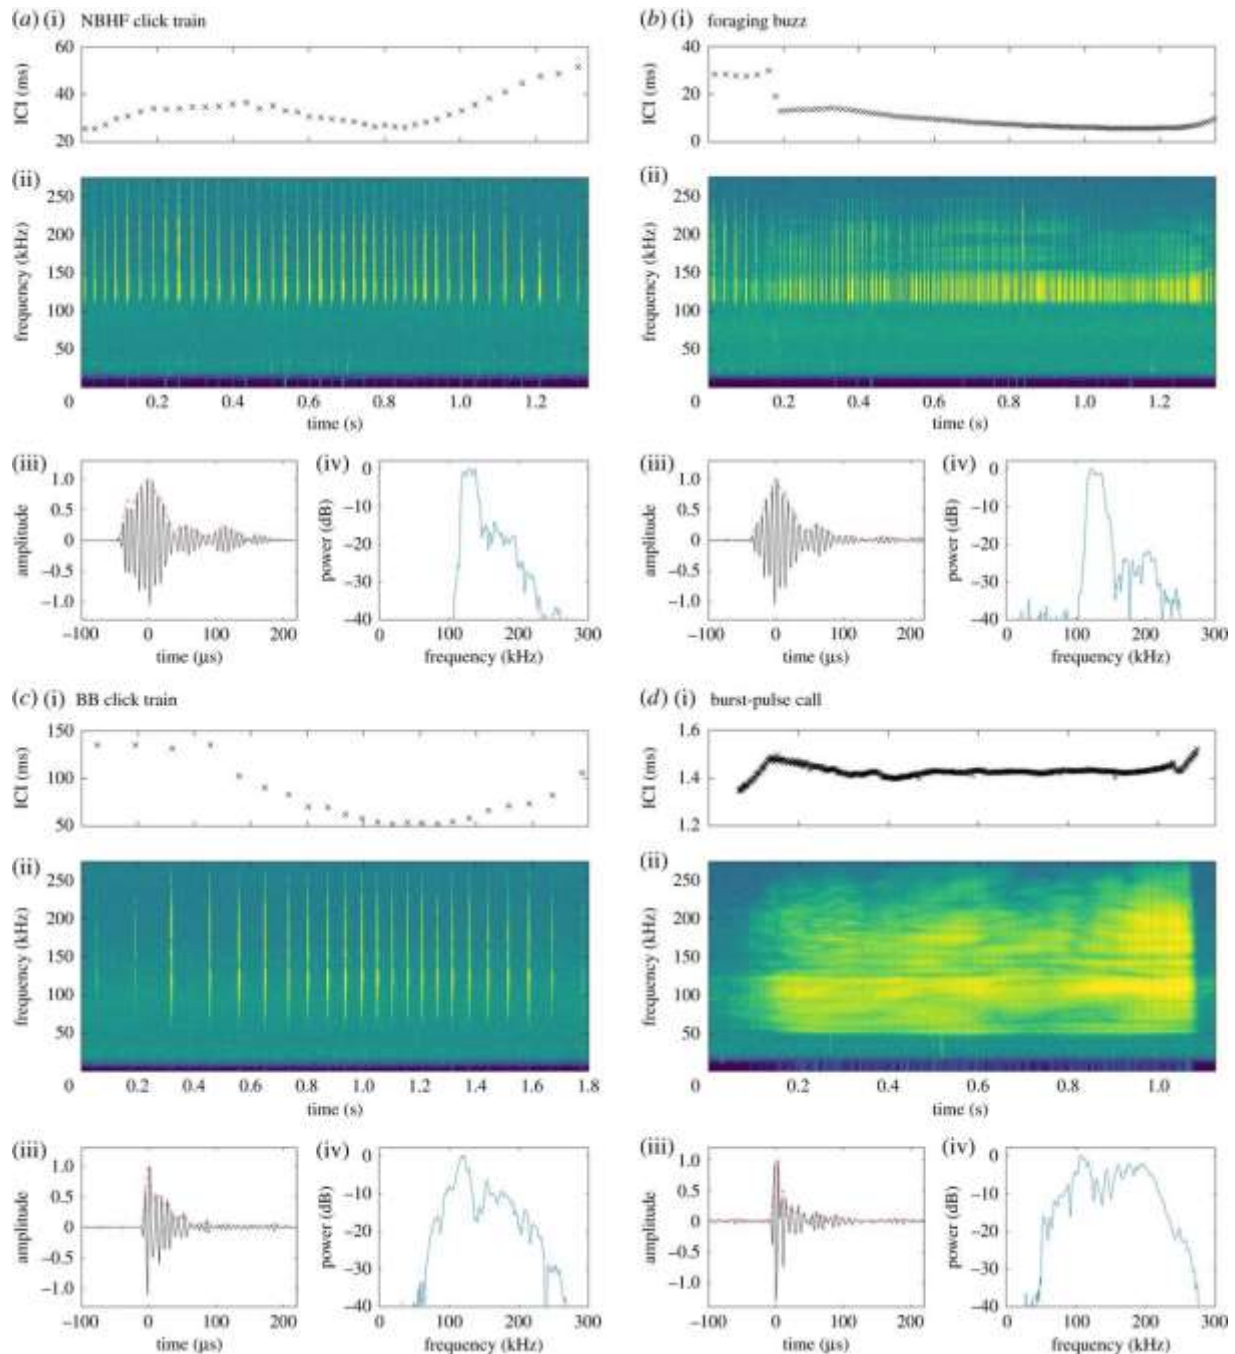 (a) (i) NBHF click train
ICI (ms)
60
40
20
(ii)
frequency (kHz)
250
200
150
100
50
0
0.2 0.4 0.6 0.8 1.0 1.2
time (s)
(iii)
amplitude
1.0
0.5
0
−0.5
−1.0
−100 0 100 200
time (µs)
(iv)
power (dB)
0
−10
−20
−30
−40
0 100 200 300
frequency (kHz)
(b) (i) foraging buzz
ICI (ms)
40
20
0
(ii)
frequency (kHz)
250
200
150
100
50
0
0.2 0.4 0.6 0.8 1.0 1.2
time (s)
(iii)
amplitude
1.0
0.5
0
−0.5
−1.0
−100 0 100 200
time (µs)
(iv)
power (dB)
0
−10
−20
−30
−40
0 100 200 300
frequency (kHz)
(c) (i) BB click train
ICI (ms)
150
100
50
(ii)
frequency (kHz)
250
200
150
100
50
0
0.2 0.4 0.6 0.8 1.0 1.2 1.4 1.6 1.8
time (s)
(iii)
amplitude
1.0
0.5
0
−0.5
−1.0
−100 0 100 200
time (µs)
(iv)
power (dB)
0
−10
−20
−30
−40
0 100 200 300
frequency (kHz)
(d) (i) burst-pulse call
ICI (ms)
1.6
1.4
1.2
(ii)
frequency (kHz)
250
200
150
100
50
0
0.2 0.4 0.6 0.8 1.0
time (s)
(iii)
amplitude
1.0
0.5
0
−0.5
−1.0
−100 0 100 200
time (µs)
(iv)
power (dB)
0
−10
−20
−30
−40
0 100 200 300
frequency (kHz)